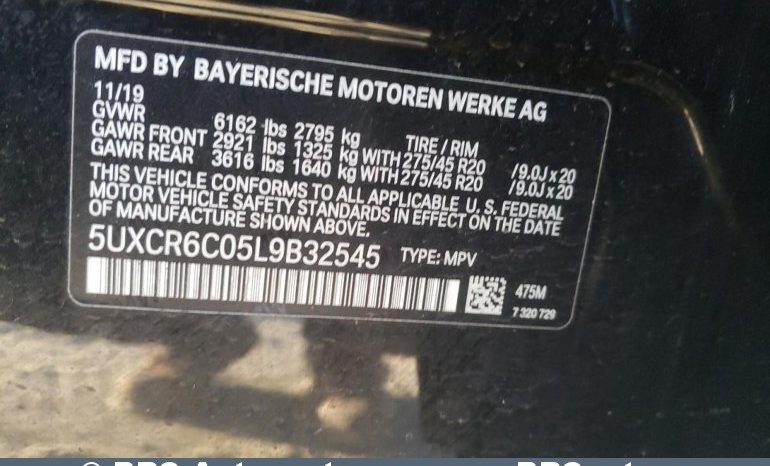 MFD BY BAYERISCHE MOTOREN WERKE AG
11/19
GVWR 6162 lbs 2795 kg TIRE / RIM
GAWR FRONT 2921 lbs 1325 kg WITH 275/45 R20 /9.0J x 20
GAWR REAR 3616 lbs 1640 kg WITH 275/45 R20 /9.0J x 20
THIS VEHICLE CONFORMS TO ALL APPLICABLE U.S. FEDERAL
MOTOR VEHICLE SAFETY STANDARDS IN EFFECT ON THE DATE
OF MANUFACTURE SHOWN ABOVE.
5UXCR6C05L9B32545 TYPE: MPV
475M
7 320 729